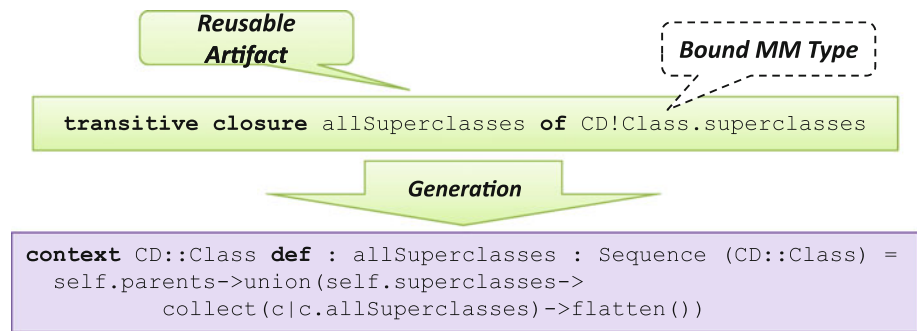 Reusable
Artifact
Bound MM Type
transitive closure allSuperclasses of CD!Class.superclasses
Generation
context CD::Class def : allSuperclasses : Sequence (CD::Class) =
self.parents->union(self.superclasses->
collect(c|c.allSuperclasses)->flatten())